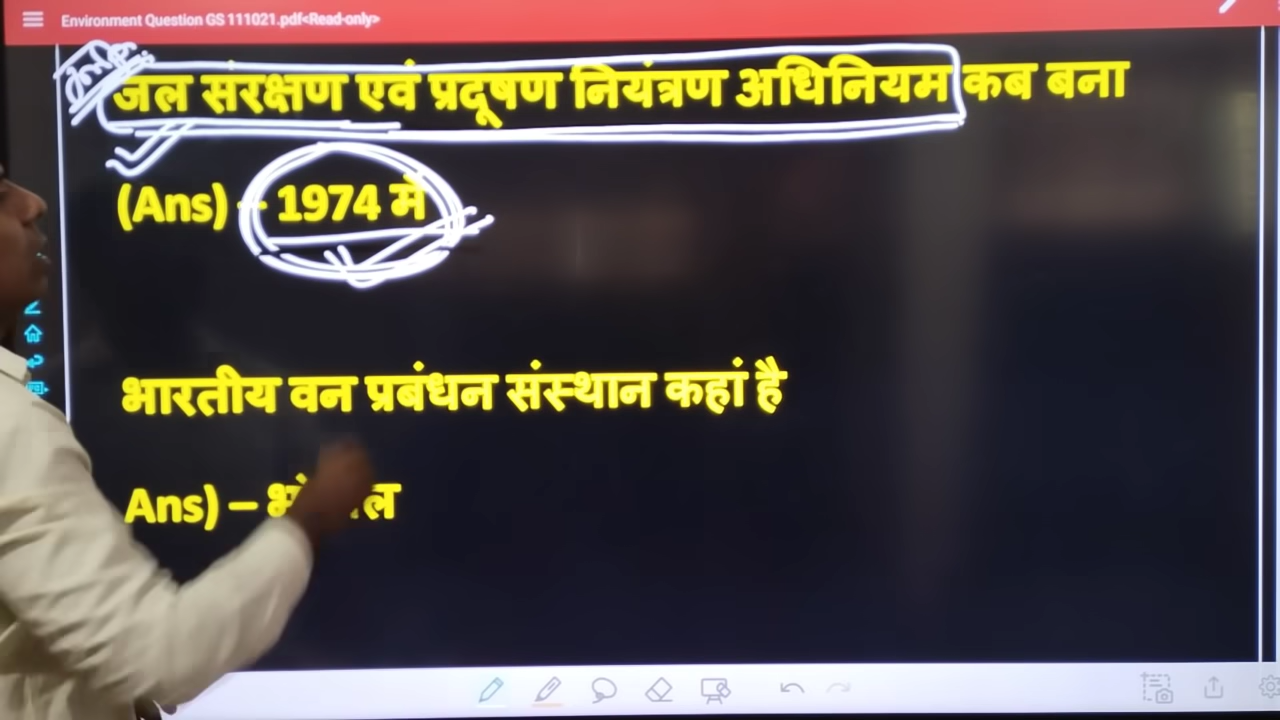 Environment Question GS 111021.pdf<Read-only>
जल संरक्षण एवं प्रदूषण नियंत्रण अधिनियम कब बना
(Ans) – 1974 में
भारतीय वन प्रबंधन संस्थान कहां है
Ans) –